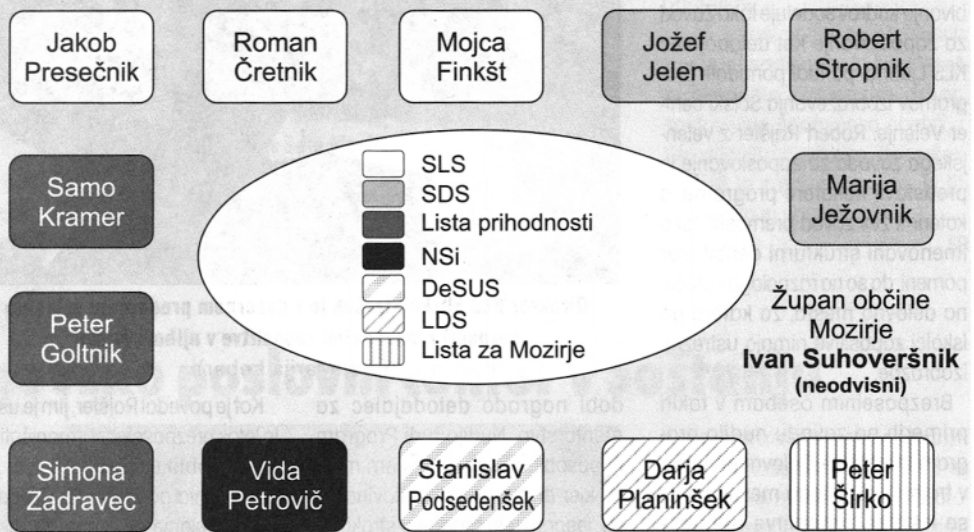 Jakob
Presečnik
Roman
Čretnik
Mojca
Finkšt
Jožef
Jelen
Robert
Stropnik
Samo
Kramer
SLS
SDS
Lista prihodnosti
NSi
DeSUS
LDS
Lista za Mozirje
Marija
Ježovnik
Peter
Goltnik
Župan občine
Mozirje
Ivan Suhoveršnik
(neodvisni)
Simona
Zadravec
Vida
Petrovič
Stanislav
Podsedenšek
Darja
Planinšek
Peter
Širko